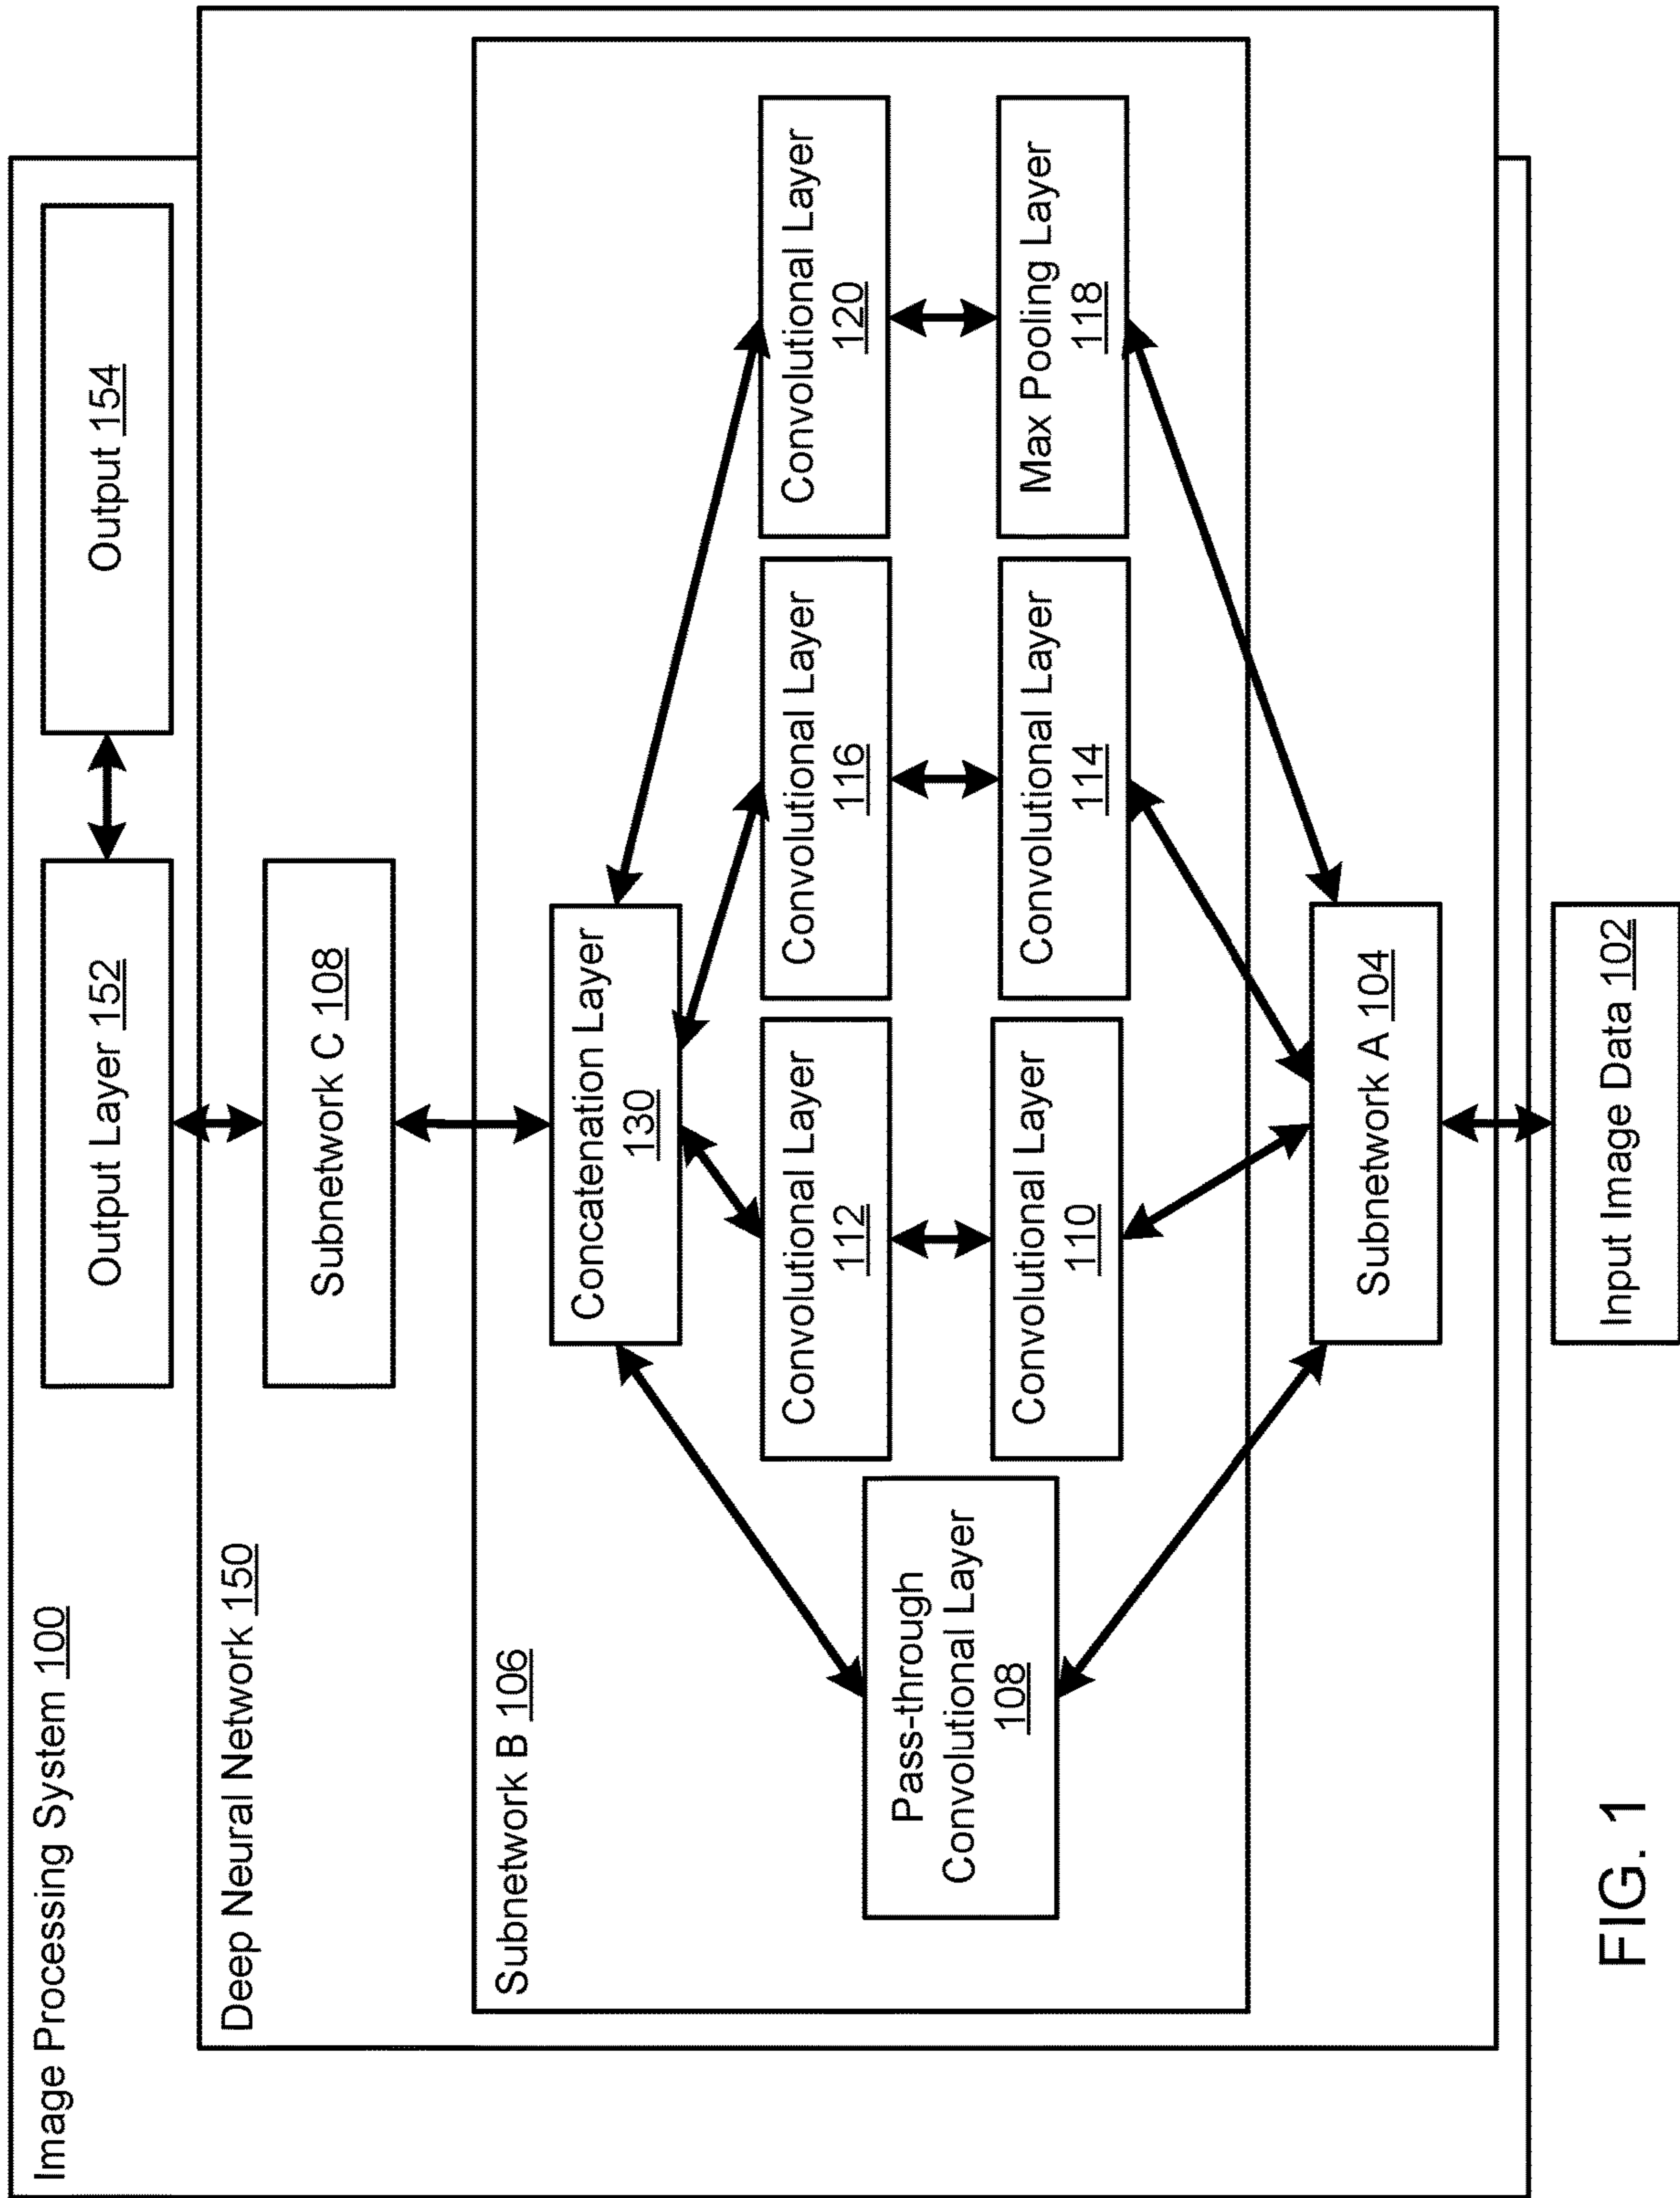 Image Processing System 100
Output Layer 152
Output 154
Deep Neural Network 150
Subnetwork C 108
Subnetwork B 106
Concatenation Layer
130
Pass-through
Convolutional Layer
108
Convolutional Layer
112
Convolutional Layer
116
Convolutional Layer
120
Convolutional Layer
110
Convolutional Layer
114
Max Pooling Layer
118
Subnetwork A 104
Input Image Data 102
FIG. 1